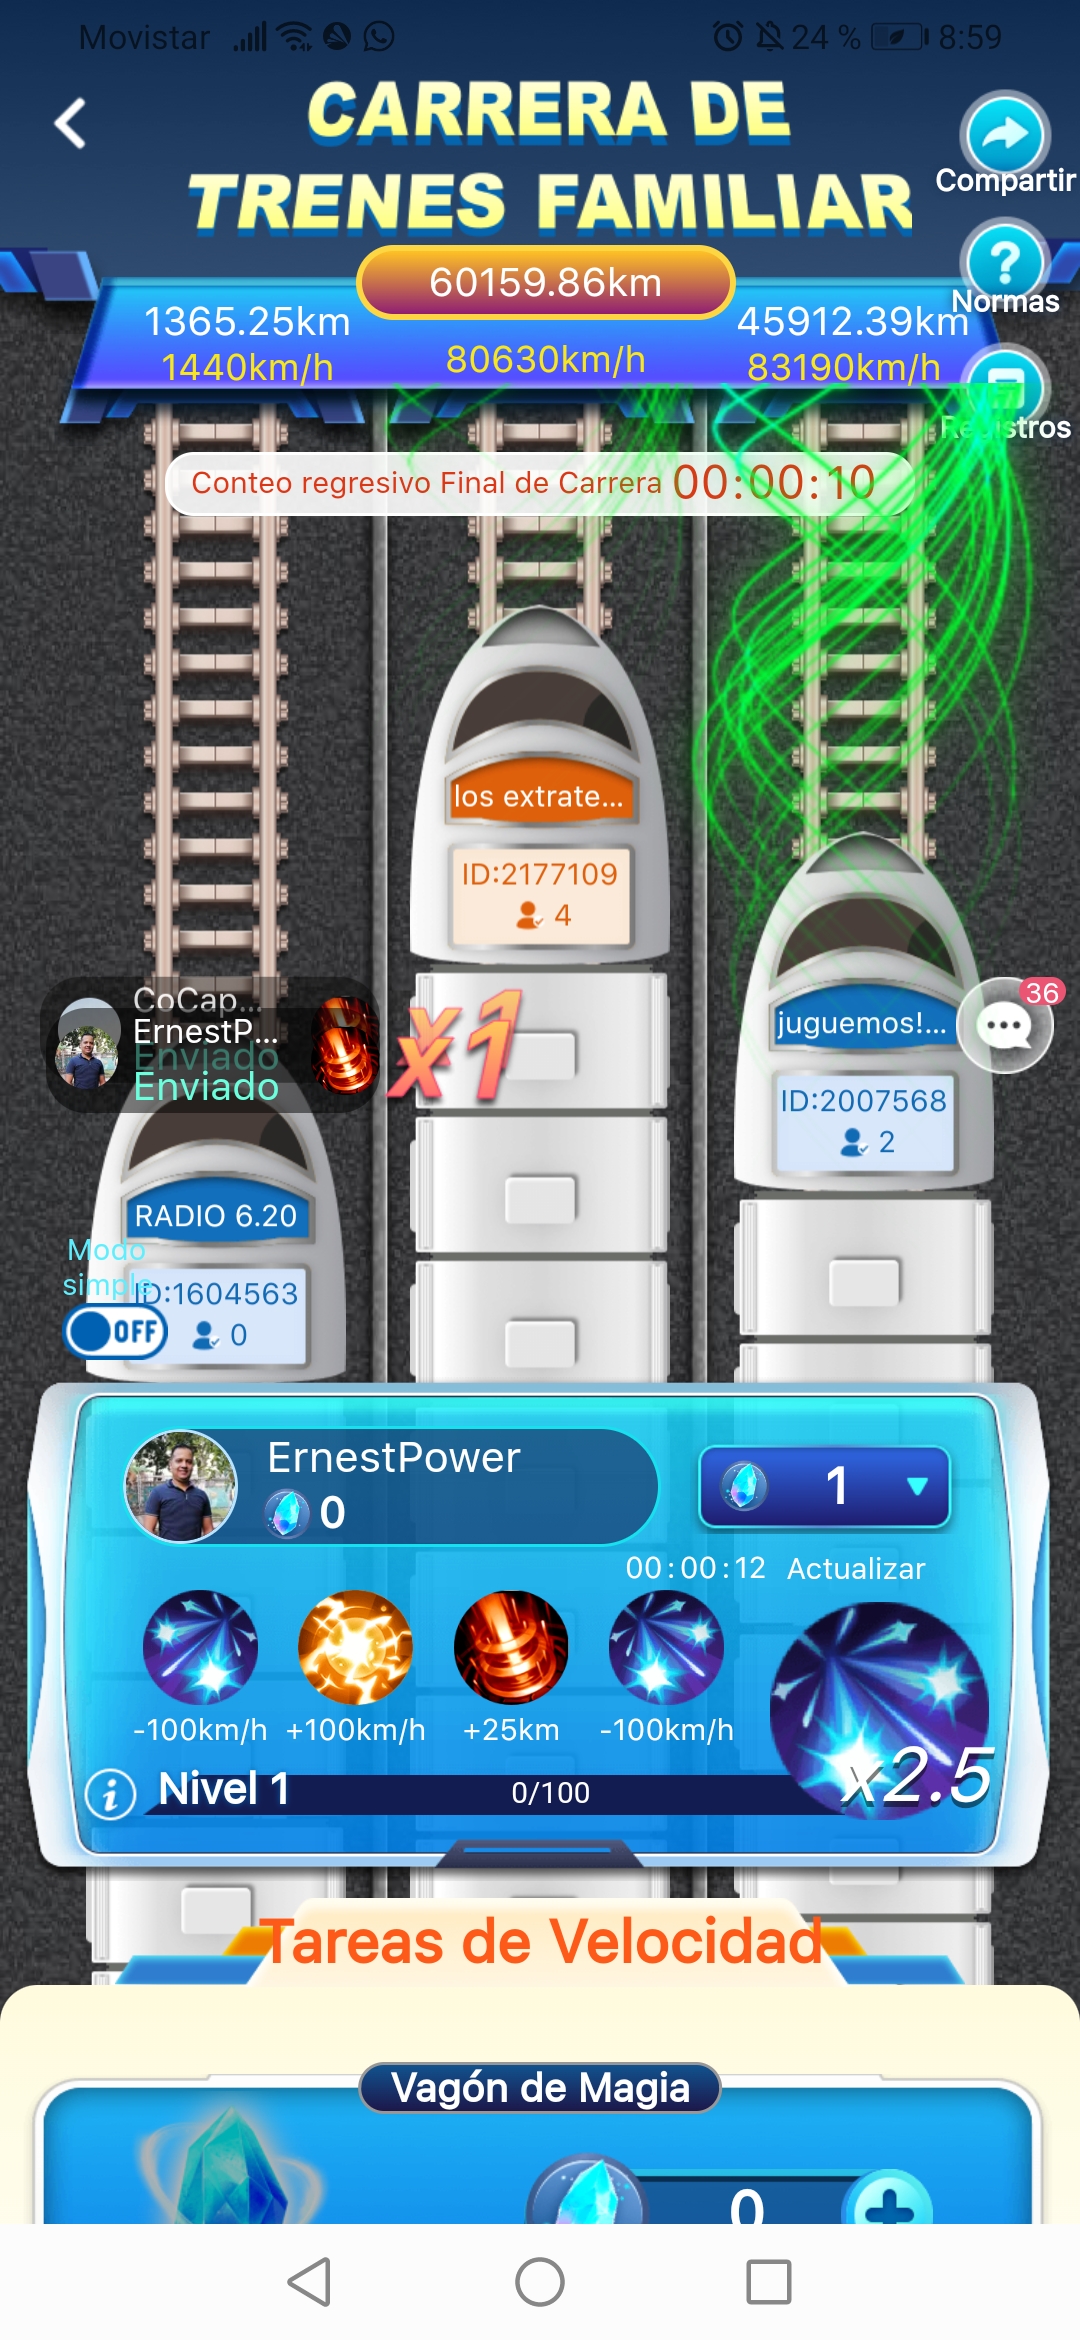 Movistar
24 %
8:59
CARRERA DE
TRENES FAMILIAR
Compartir
Normas
Registros
60159.86km
1365.25km
45912.39km
1440km/h
80630km/h
83190km/h
Conteo regresivo Final de Carrera 00:00:10
los extrate...
ID:2177109
4
CoCap...
ErnestP...
Enviado
Enviado
x1
x1
36
juguemos!...
ID:2007568
2
RADIO 6.20
Modo
simple
ID:1604563
OFF
0
ErnestPower
0
1
00:00:12 Actualizar
-100km/h
+100km/h
+25km
-100km/h
x2.5
Nivel 1
0/100
Tareas de Velocidad
Vagón de Magia
0